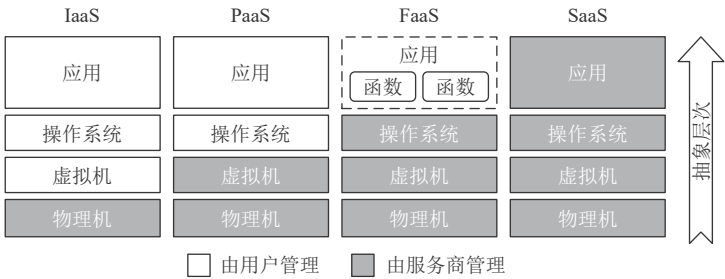 IaaS PaaS FaaS SaaS
应用 应用 应用 应用
函数 函数
操作系统 操作系统 操作系统 操作系统
虚拟机 虚拟机 虚拟机 虚拟机
物理机 物理机 物理机 物理机
抽象层次
由用户管理 由服务商管理